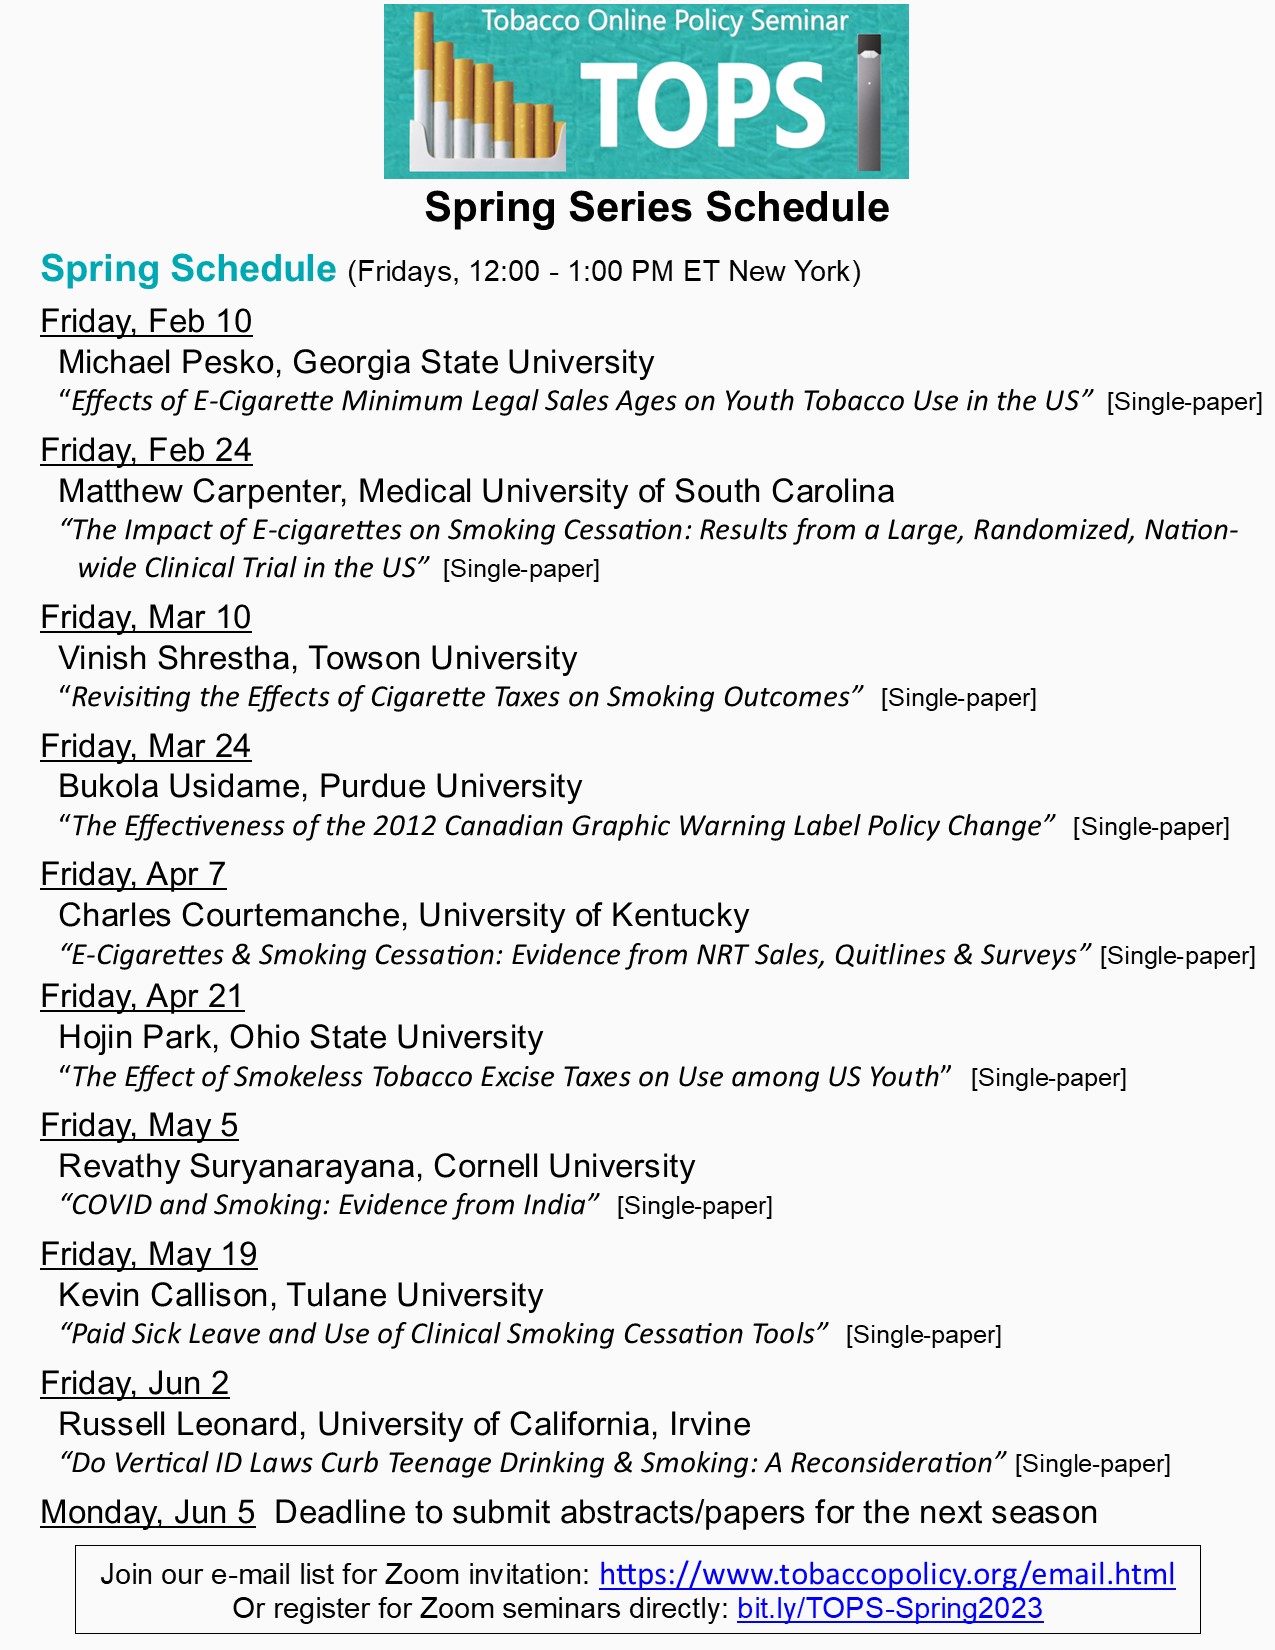 Tobacco Online Policy Seminar
TOPS
Spring Series Schedule
Spring Schedule (Fridays, 12:00 - 1:00 PM ET New York)
Friday, Feb 10
Michael Pesko, Georgia State University
“Effects of E-Cigarette Minimum Legal Sales Ages on Youth Tobacco Use in the US” [Single-paper]
Friday, Feb 24
Matthew Carpenter, Medical University of South Carolina
“The Impact of E-cigarettes on Smoking Cessation: Results from a Large, Randomized, Nation-
wide Clinical Trial in the US” [Single-paper]
Friday, Mar 10
Vinish Shrestha, Towson University
“Revisiting the Effects of Cigarette Taxes on Smoking Outcomes” [Single-paper]
Friday, Mar 24
Bukola Usidame, Purdue University
“The Effectiveness of the 2012 Canadian Graphic Warning Label Policy Change” [Single-paper]
Friday, Apr 7
Charles Courtemanche, University of Kentucky
“E-Cigarettes & Smoking Cessation: Evidence from NRT Sales, Quitlines & Surveys” [Single-paper]
Friday, Apr 21
Hojin Park, Ohio State University
“The Effect of Smokeless Tobacco Excise Taxes on Use among US Youth” [Single-paper]
Friday, May 5
Revathy Suryanarayana, Cornell University
“COVID and Smoking: Evidence from India” [Single-paper]
Friday, May 19
Kevin Callison, Tulane University
“Paid Sick Leave and Use of Clinical Smoking Cessation Tools” [Single-paper]
Friday, Jun 2
Russell Leonard, University of California, Irvine
“Do Vertical ID Laws Curb Teenage Drinking & Smoking: A Reconsideration” [Single-paper]
Monday, Jun 5 Deadline to submit abstracts/papers for the next season
Join our e-mail list for Zoom invitation: https://www.tobaccopolicy.org/email.html
Or register for Zoom seminars directly: bit.ly/TOPS-Spring2023